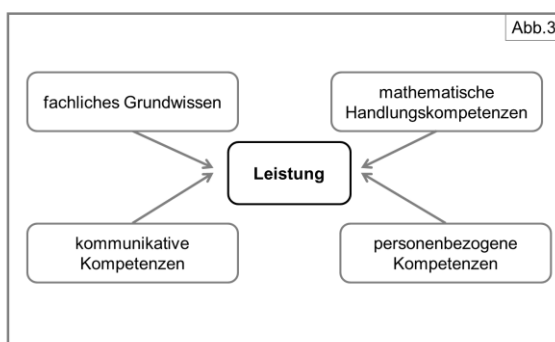 Abb.3
fachliches Grundwissen
mathematische
Handlungskompetenzen
Leistung
kommunikative
Kompetenzen
personenbezogene
Kompetenzen